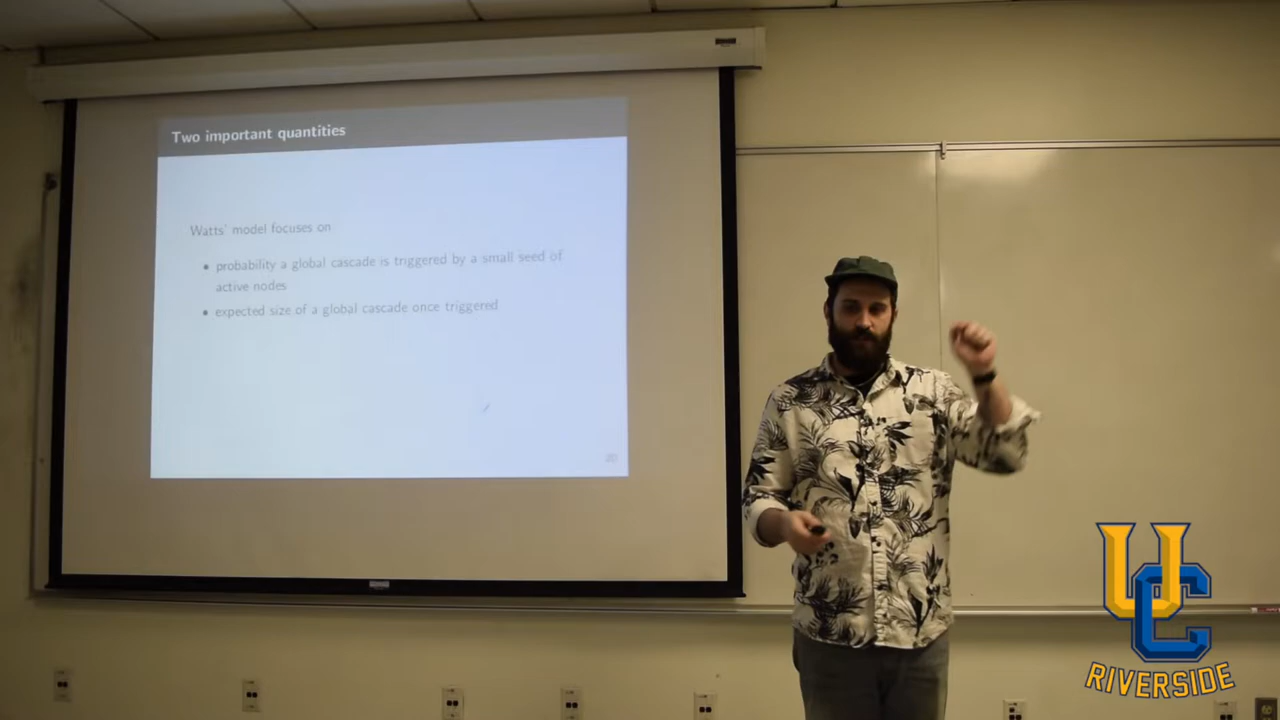 Two important quantities
Watts' model focuses on
• probability a global cascade is triggered by a small seed of
active nodes
• expected size of a global cascade once triggered
UC
RIVERSIDE